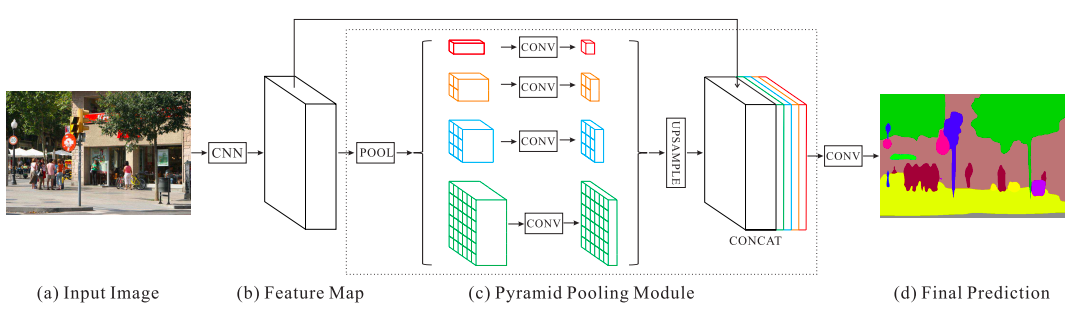 CNN
POOL
CONV
CONV
CONV
CONV
UPSAMPLE
CONCAT
CONV
(a) Input Image
(b) Feature Map
(c) Pyramid Pooling Module
(d) Final Prediction